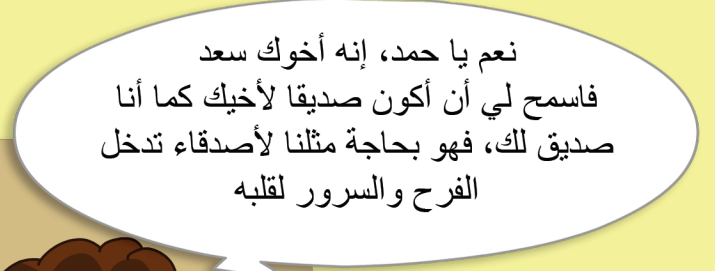 نعم يا حمد، إنه أخوك سعد
فاسمح لي أن أكون صديقا لأخيك كما أنا
صديق لك، فهو بحاجة مثلنا لأصدقاء تدخل
الفرح والسرور لقلبه